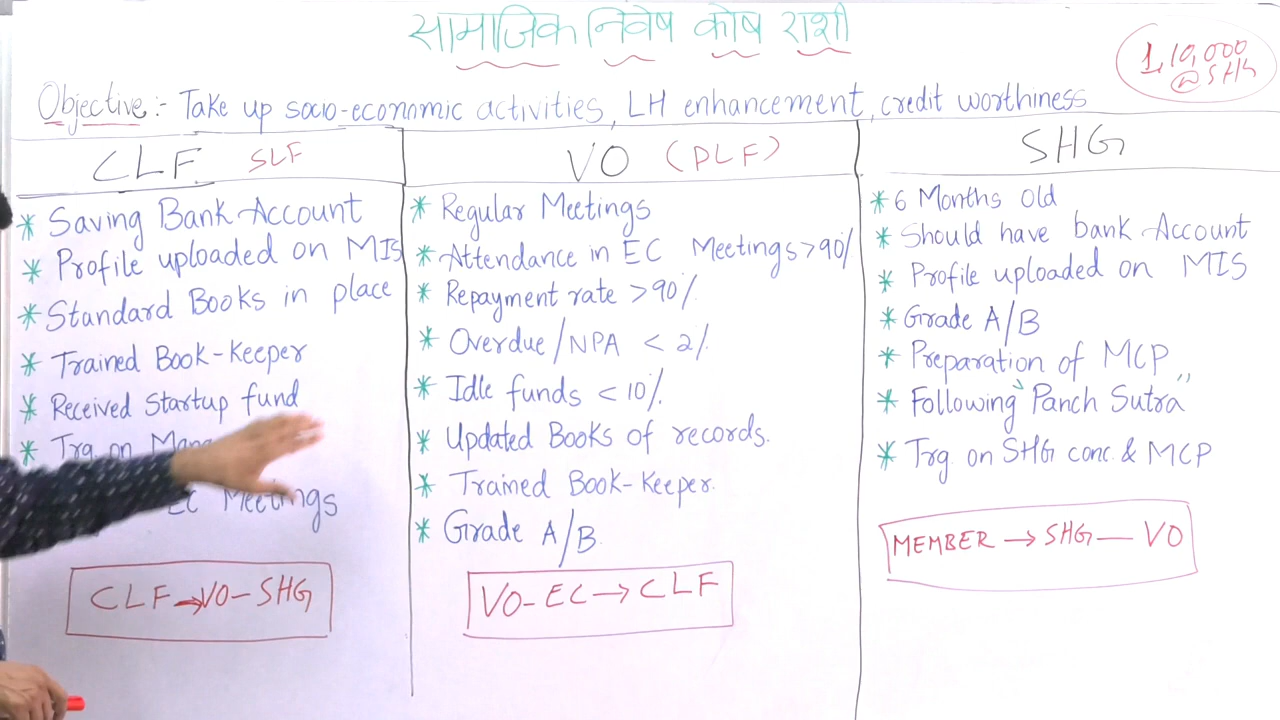 सामाजिक निवेष कोष राशी
1,10,000
@SHG
Objective :- Take up socio-economic activities, LH enhancement, credit worthiness
CLF SLF
* Saving Bank Account
* Profile uploaded on MIS
* Standard Books in place
* Trained Book-Keeper
* Received Startup fund
* Trg. on
EC Meetings
CLF → VO - SHG
VO (PLF)
* Regular Meetings
* Attendance in EC Meetings > 90%
* Repayment rate > 90%.
* Overdue/NPA < 2%.
* Idle funds < 10%.
* Updated Books of records.
* Trained Book-Keeper.
* Grade A/B
VO-EC → CLF
SHG
* 6 Months old
* Should have bank Account
* Profile uploaded on MIS
* Grade A/B
* Preparation of MCP,,
* Following Panch Sutra
* Trg. on SHG conc. & MCP
MEMBER → SHG — VO